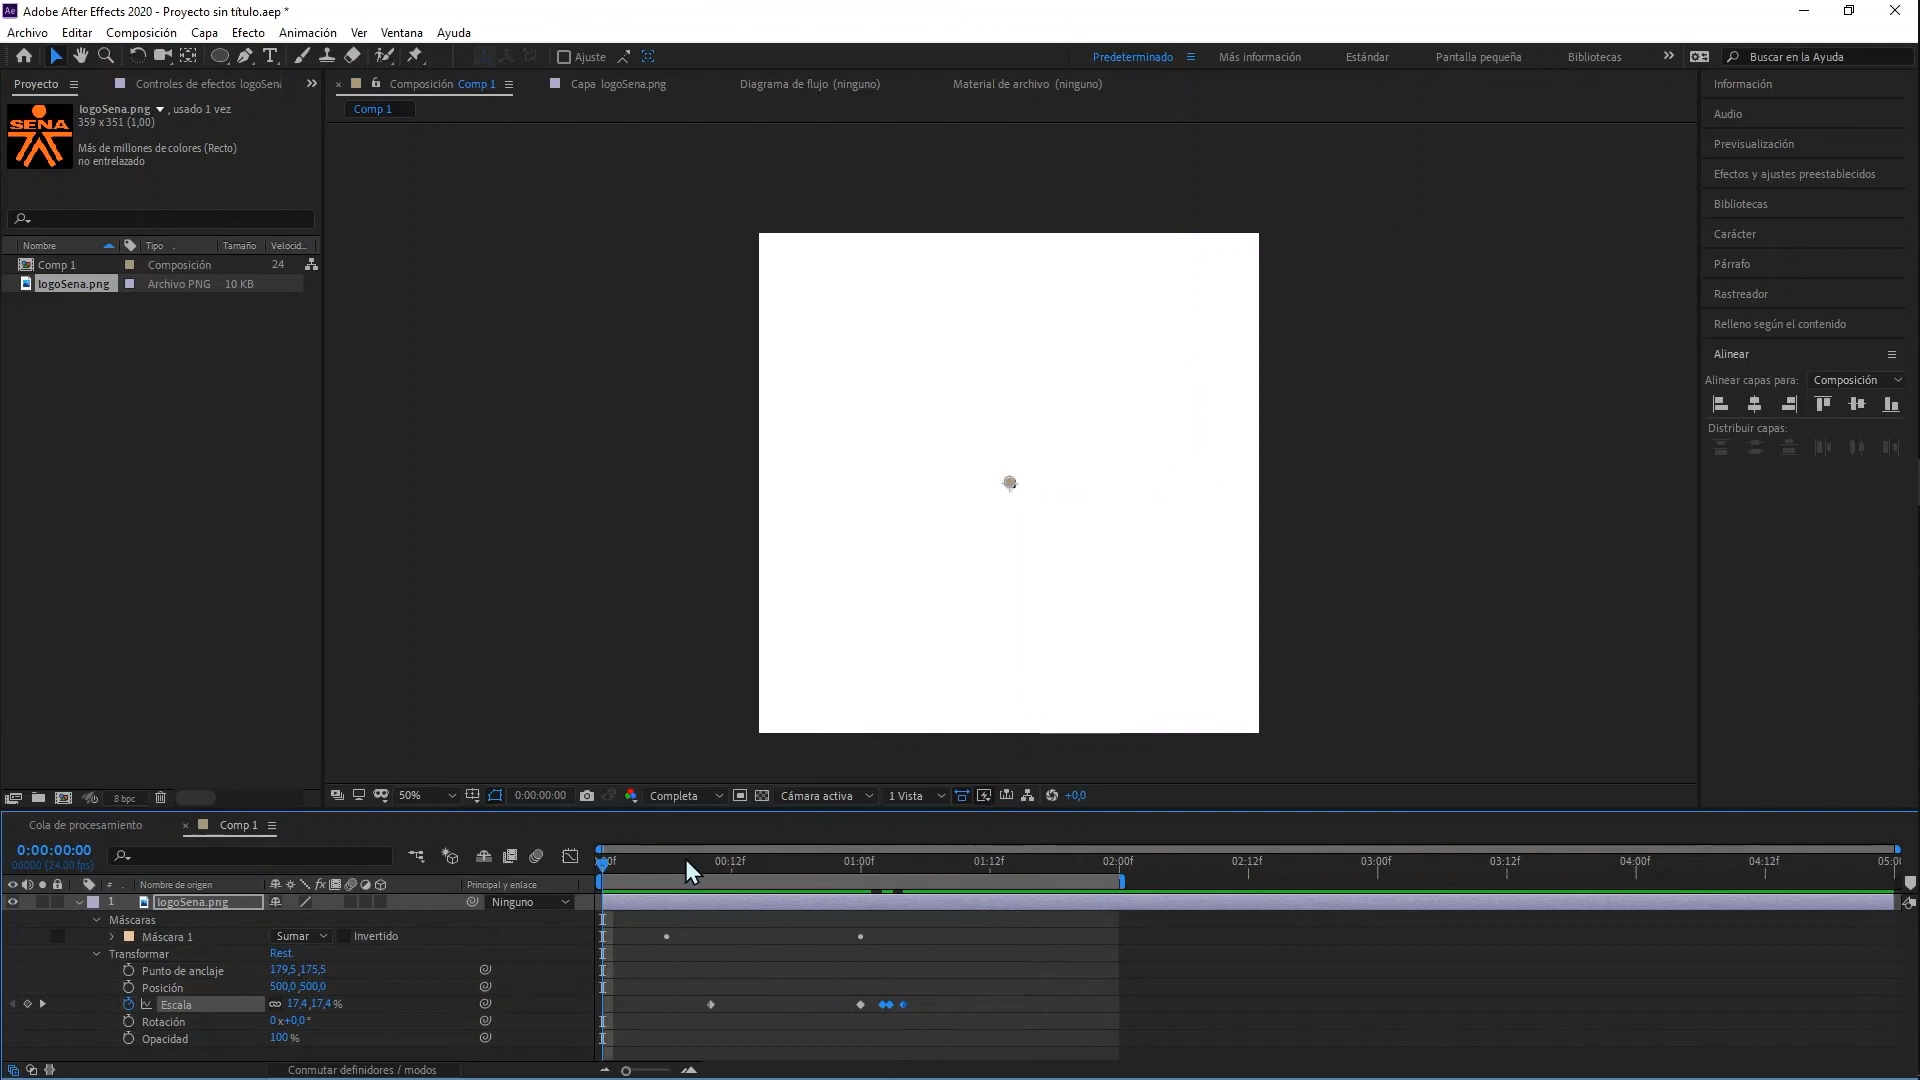 Adobe After Effects 2020 - Proyecto sin título.aep *
Archivo Editar Composición Capa Efecto Animación Ver Ventana Ayuda
Ajuste Predeterminado Más información Estándar Pantalla pequeña Bibliotecas Buscar en la Ayuda
Proyecto Controles de efectos logoSena
Composición Comp 1 Capa logoSena.png Diagrama de flujo (ninguno) Material de archivo (ninguno)
Comp 1
SENA
logoSena.png , usado 1 vez
359 x 351 (1,00)
Más de millones de colores (Recto)
no entrelazado
Nombre Tipo Tamaño Velocid...
Comp 1 Composición 24
logoSena.png Archivo PNG 10 KB
8 bpc
Información
Audio
Previsualización
Efectos y ajustes preestablecidos
Bibliotecas
Carácter
Párrafo
Rastreador
Relleno según el contenido
Alinear
Alinear capas para: Composición
Distribuir capas:
50% 0:00:00:00 Completa Cámara activa 1 Vista +0,0
Cola de procesamiento Comp 1
0:00:00:00
00000 (24.00 fps)
00:12f 01:00f 01:12f 02:00f 02:12f 03:00f 03:12f 04:00f 04:12f 05:0
# Nombre de origen fx Principal y enlace
1 logoSena.png Ninguno
Máscaras
Máscara 1 Sumar Invertido
Transformar Rest.
Punto de anclaje 179,5 ,175,5
Posición 500,0 ,500,0
Escala 17,4 ,17,4 %
Rotación 0 x +0,0 °
Opacidad 100 %
Conmutar definidores / modos